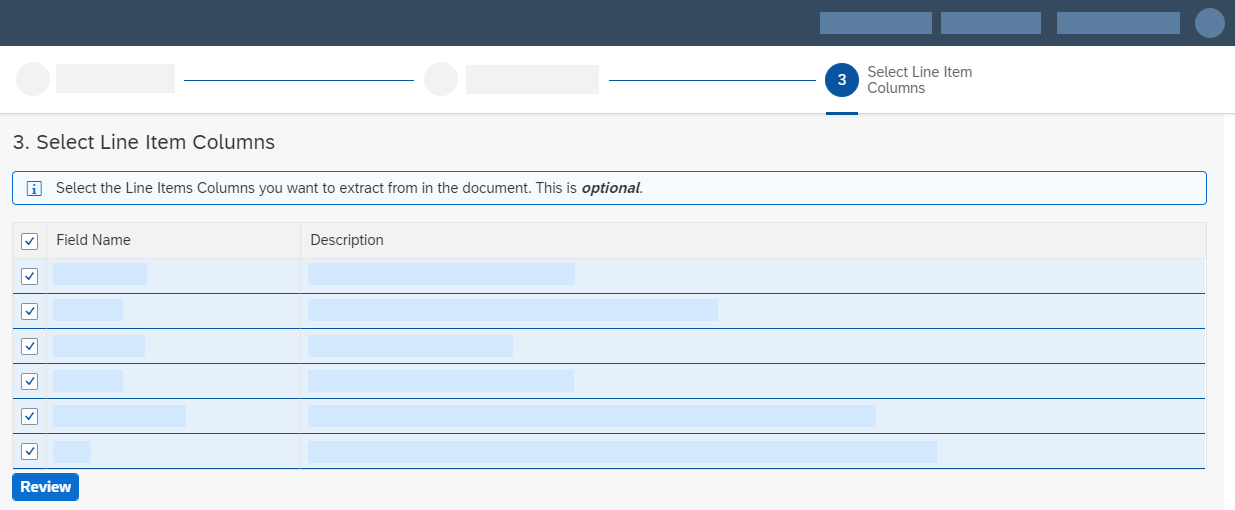 3
Select Line Item
Columns
3. Select Line Item Columns
Select the Line Items Columns you want to extract from in the document. This is optional.
Field Name
Description
Review